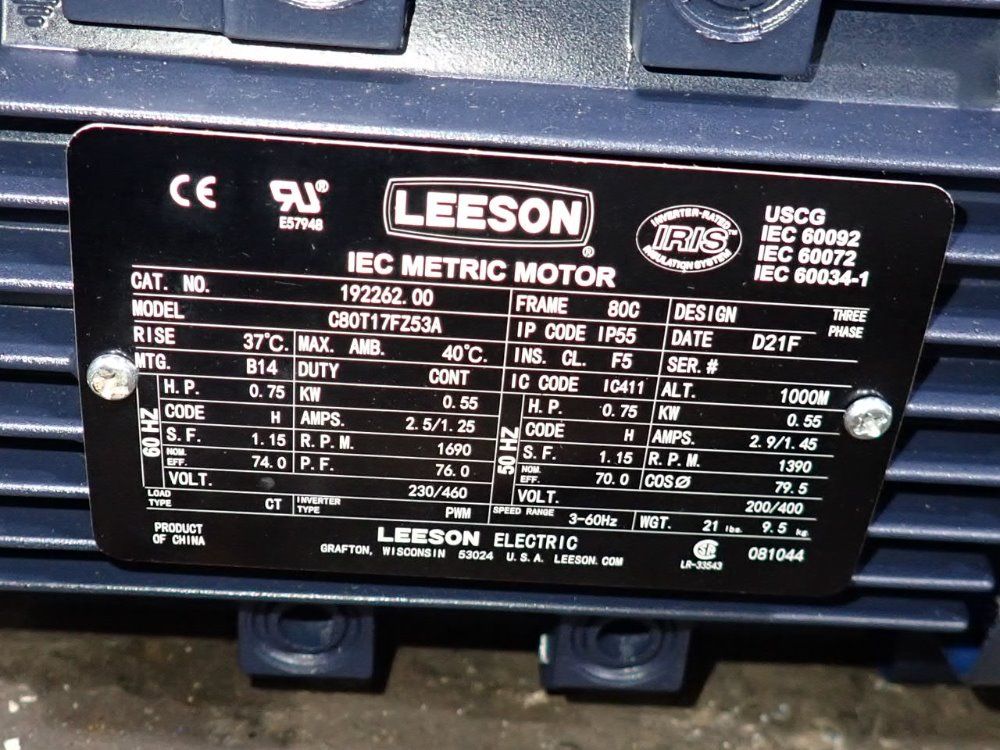 CE RU® E57948 LEESON® INVERTER-RATED IRIS™ INSULATION SYSTEM
USCG
IEC 60092
IEC 60072
IEC 60034-1
IEC METRIC MOTOR
CAT. NO. 192262.00 FRAME 80C DESIGN THREE PHASE
MODEL C80T17FZ53A IP CODE IP55 DATE D21F
RISE 37°C. MAX. AMB. 40°C. INS. CL. F5 SER. #
MTG. B14 DUTY CONT IC CODE IC411 ALT. 1000M
60 HZ
H.P. 0.75 KW 0.55
CODE H AMPS. 2.5/1.25
S.F. 1.15 R.P.M. 1690
NOM. EFF. 74.0 P.F. 76.0
VOLT. 230/460
50 HZ
H.P. 0.75 KW 0.55
CODE H AMPS. 2.9/1.45
S.F. 1.15 R.P.M. 1390
NOM. EFF. 70.0 COSØ 79.5
VOLT. 200/400
LOAD TYPE CT INVERTER TYPE PWM SPEED RANGE 3-60Hz WGT. 21 lbs. 9.5 kg
PRODUCT OF CHINA
LEESON ELECTRIC
GRAFTON, WISCONSIN 53024 U.S.A. LEESON.COM
LR-33543
081044